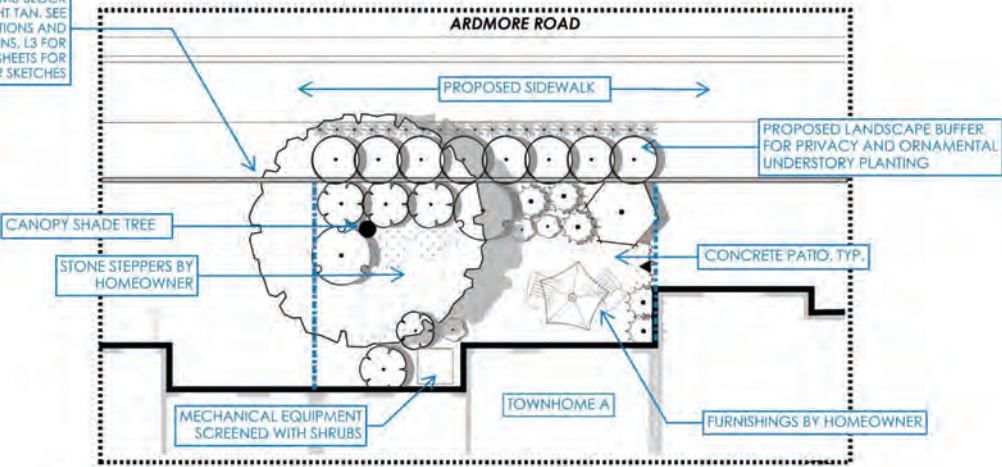 BLOCK
HT TAN. SEE
TIONS AND
NS, L3 FOR
SHEETS FOR
R SKETCHES
ARDMORE ROAD
PROPOSED SIDEWALK
PROPOSED LANDSCAPE BUFFER
FOR PRIVACY AND ORNAMENTAL
UNDERSTORY PLANTING
CANOPY SHADE TREE
STONE STEPPERS BY
HOMEOWNER
CONCRETE PATIO, TYP.
MECHANICAL EQUIPMENT
SCREENED WITH SHRUBS
TOWNHOME A
FURNISHINGS BY HOMEOWNER